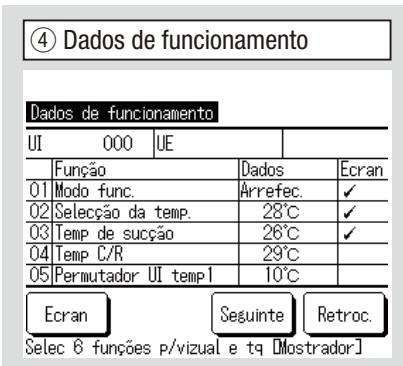 ④ Dados de funcionamento
Dados de funcionamento
UI 000 UE
Função Dados Ecran
01 Modo func. Arrefec. ✓
02 Selecção da temp. 28°C ✓
03 Temp de sucção 26°C ✓
04 Temp C/R 29°C
05 Permutador UI temp1 10°C
Ecran Seguinte Retroc.
Selec 6 funções p/vizual e tq [Mostrador]